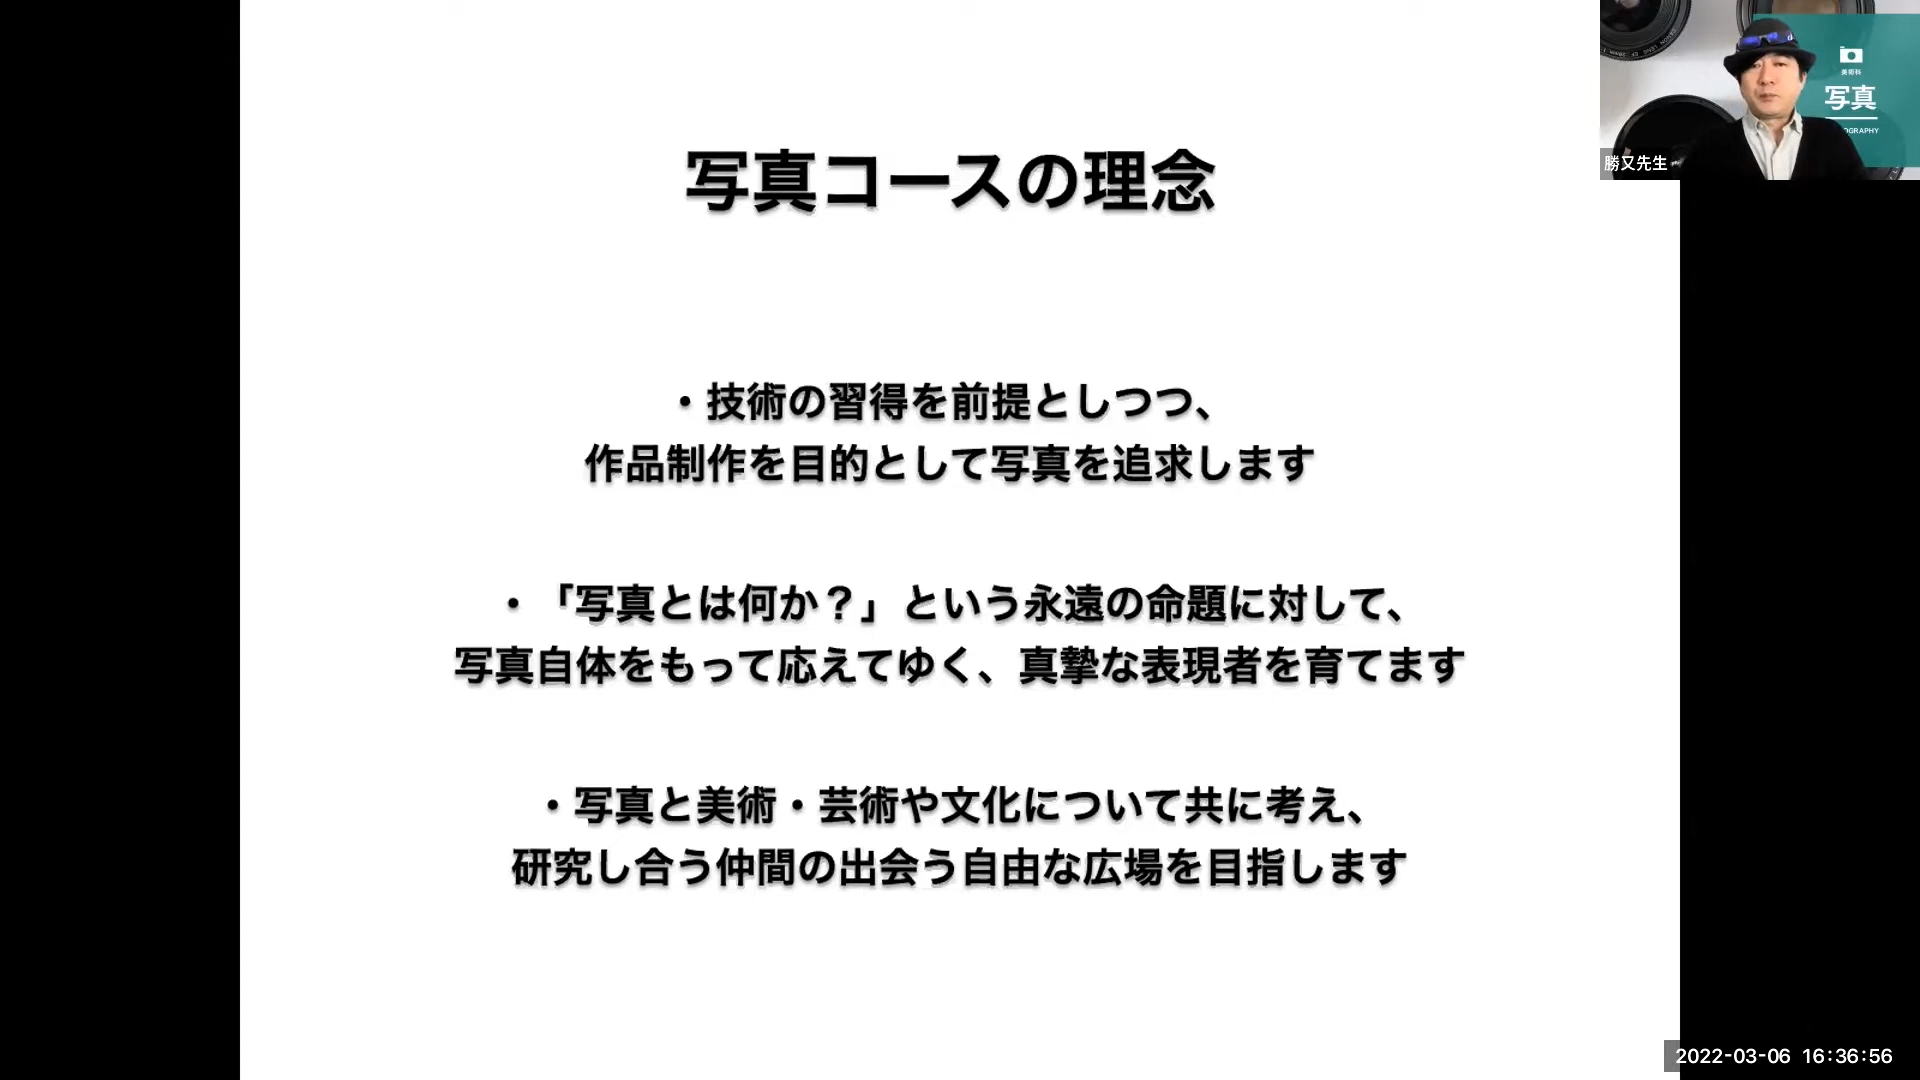 写真コースの理念
・技術の習得を前提としつつ、
作品制作を目的として写真を追求します
・「写真とは何か？」という永遠の命題に対して、
写真自体をもって応えてゆく、真摯な表現者を育てます
・写真と美術・芸術や文化について共に考え、
研究し合う仲間の出会う自由な広場を目指します
美術科
写真
OGRAPHY
勝又先生
2022-03-06 16:36:56